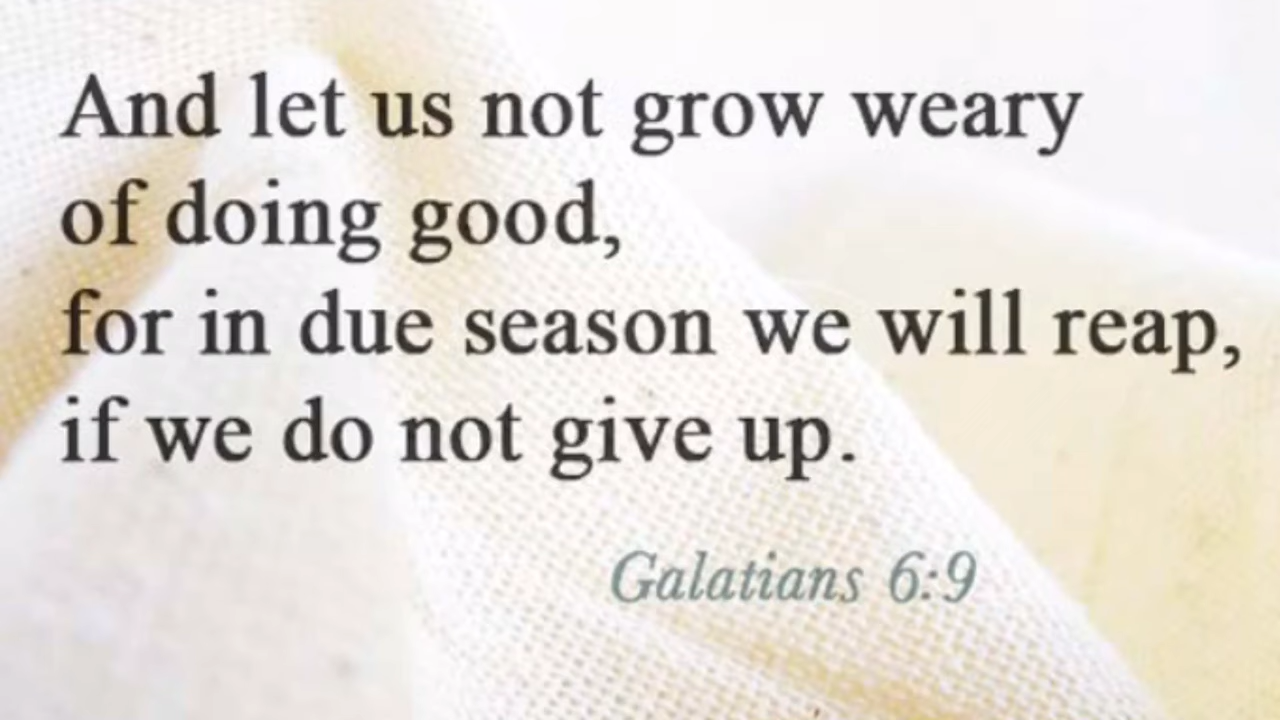 And let us not grow weary
of doing good,
for in due season we will reap,
if we do not give up.
Galatians 6:9